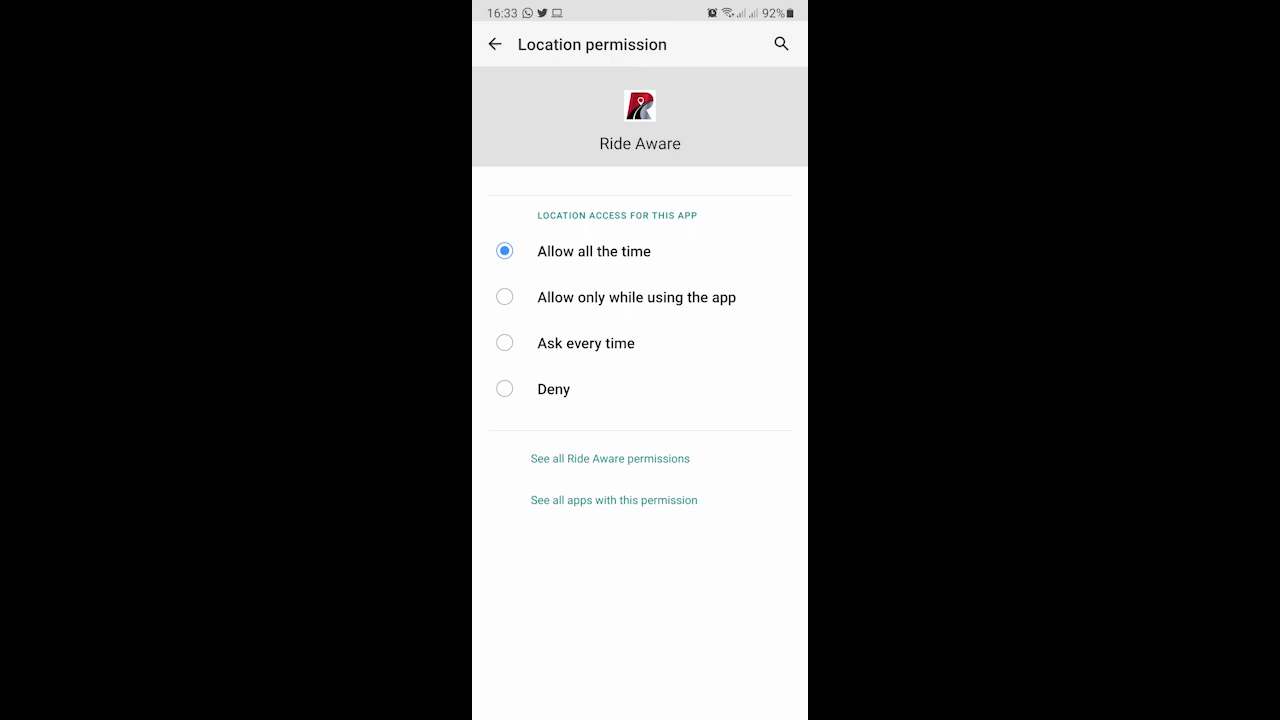 16:33 92%
Location permission
Ride Aware
LOCATION ACCESS FOR THIS APP
Allow all the time
Allow only while using the app
Ask every time
Deny
See all Ride Aware permissions
See all apps with this permission